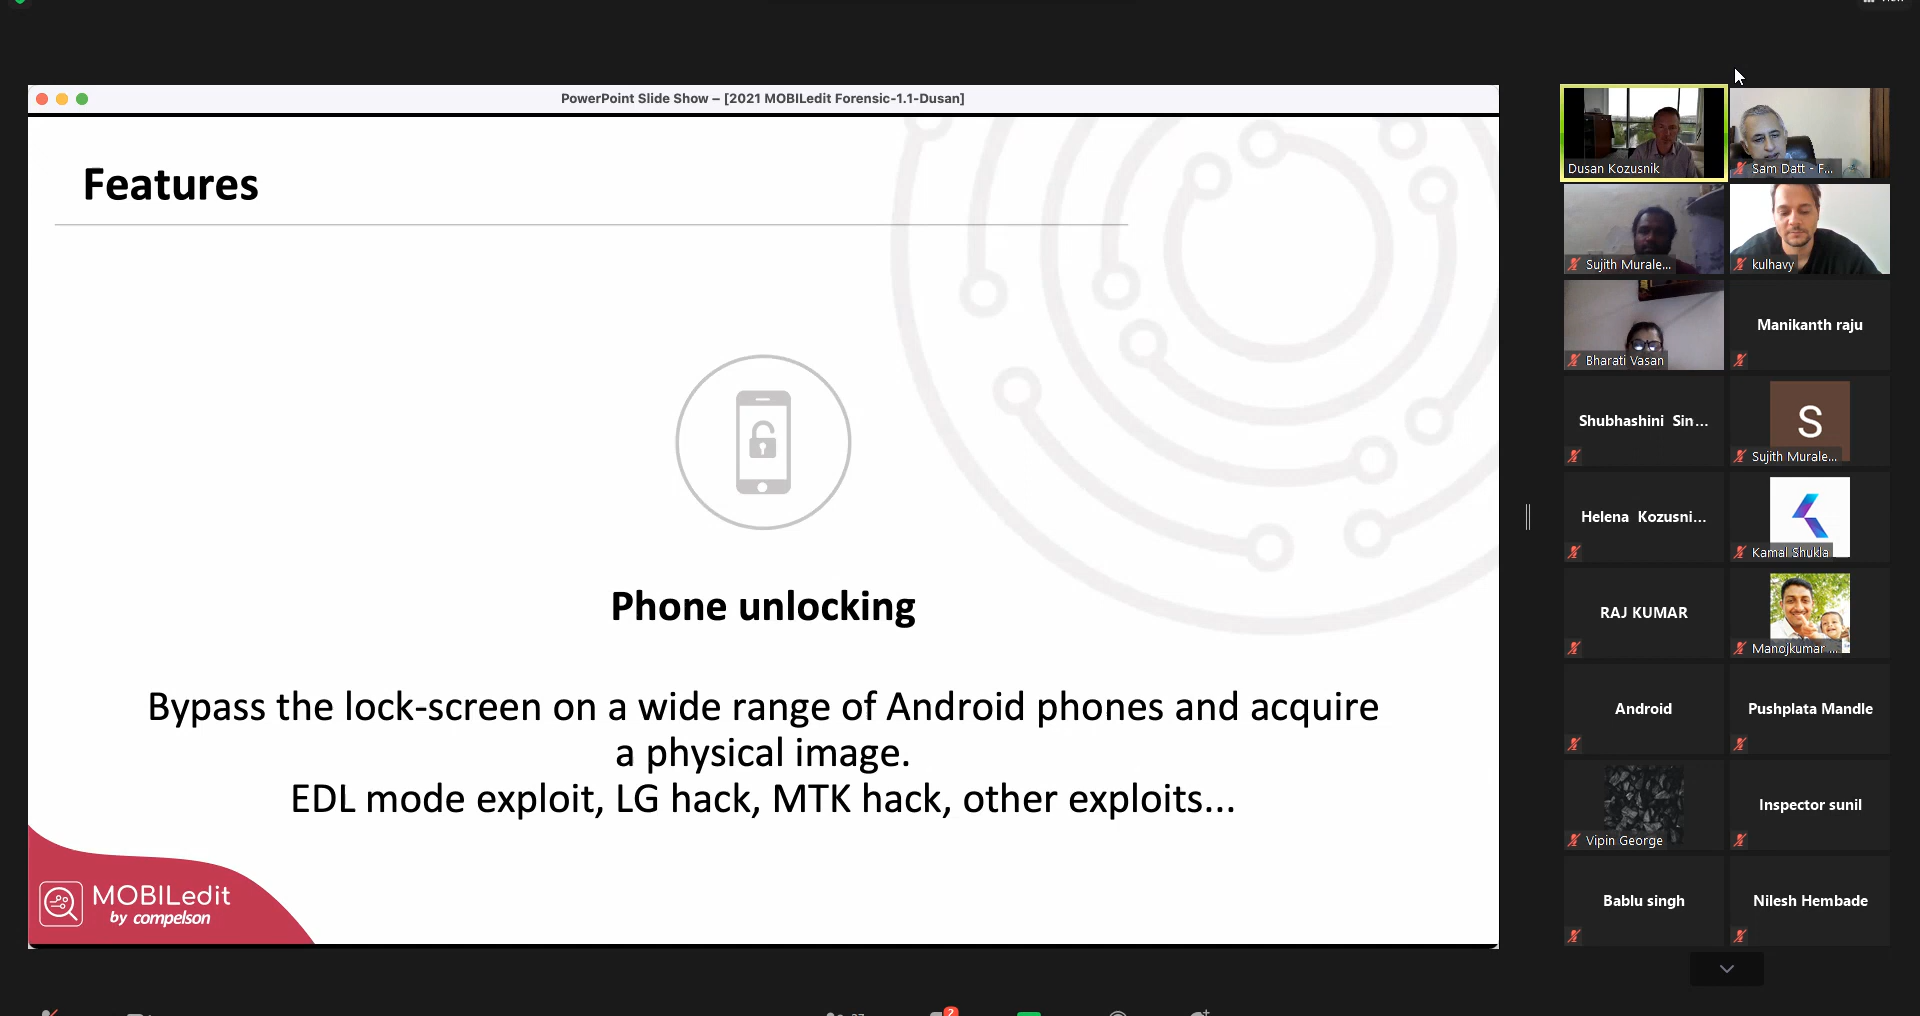 PowerPoint Slide Show – [2021 MOBILedit Forensic-1.1-Dusan]
Features
Phone unlocking
Bypass the lock-screen on a wide range of Android phones and acquire
a physical image.
EDL mode exploit, LG hack, MTK hack, other exploits...
MOBILedit
by compelson
Dusan Kozusnik
Sam Datt - F...
Sujith Murale...
kulhavy
Bharati Vasan
Manikanth raju
Shubhashini Sin...
S
Sujith Murale...
Helena Kozusni...
Kamal Shukla
RAJ KUMAR
Manojkumar ...
Android
Pushplata Mandle
Vipin George
Inspector sunil
Bablu singh
Nilesh Hembade
2